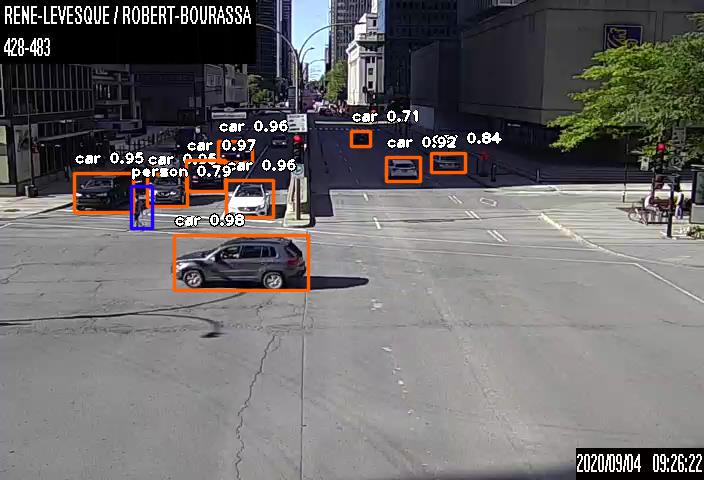 RENE-LEVESQUE / ROBERT-BOURASSA
428-483
car 0.96
car 0.71
car 0.97
car 0.92
0.84
car 0.95
car 0.95
car 0.96
person 0.79
car 0.98
2020/09/04 09:26:22